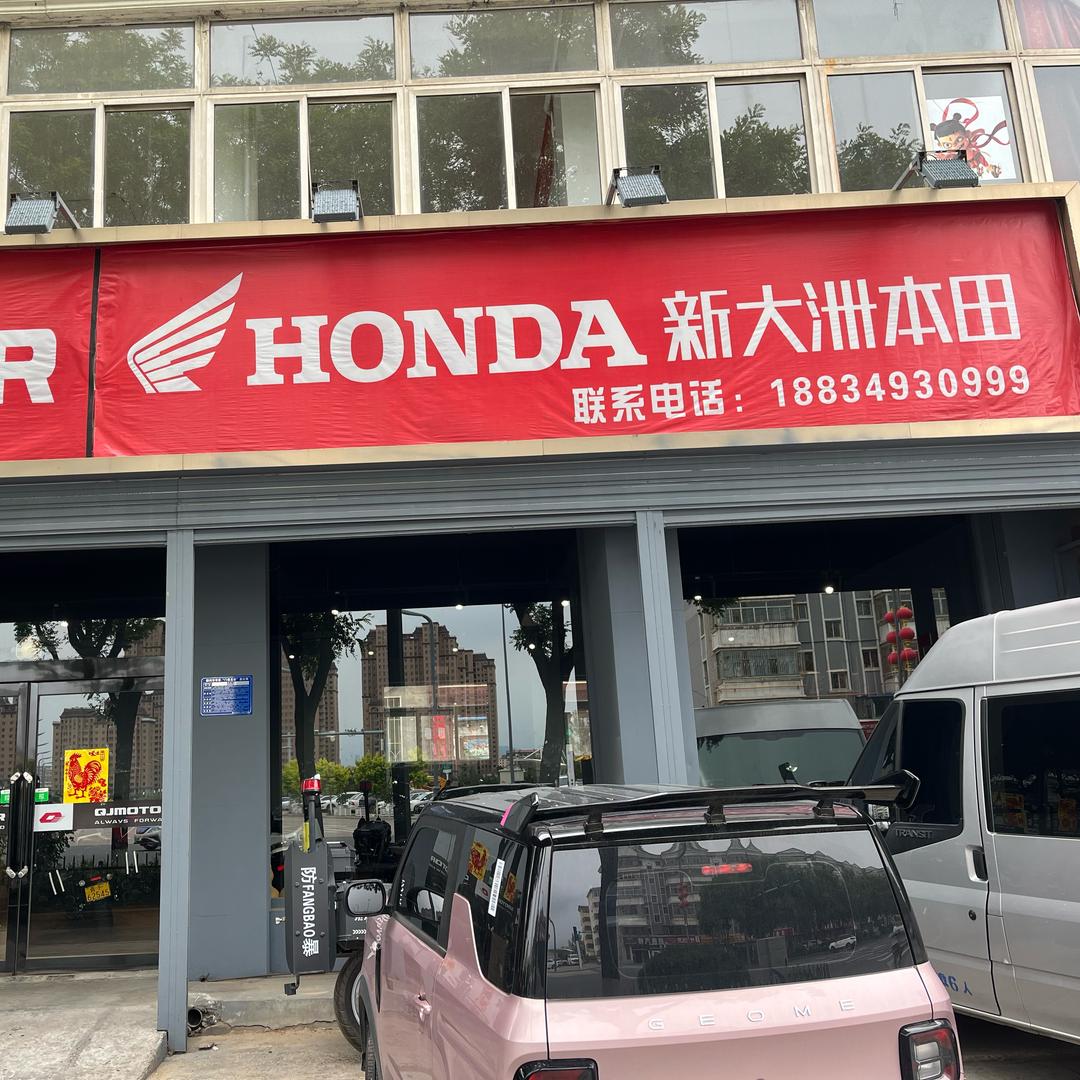 R
HONDA 新大洲本田
联系电话：18834930999
QJMOTO
ALWAYS FORWA
R
防FANGBAO暴
TRANSIT
GEOME